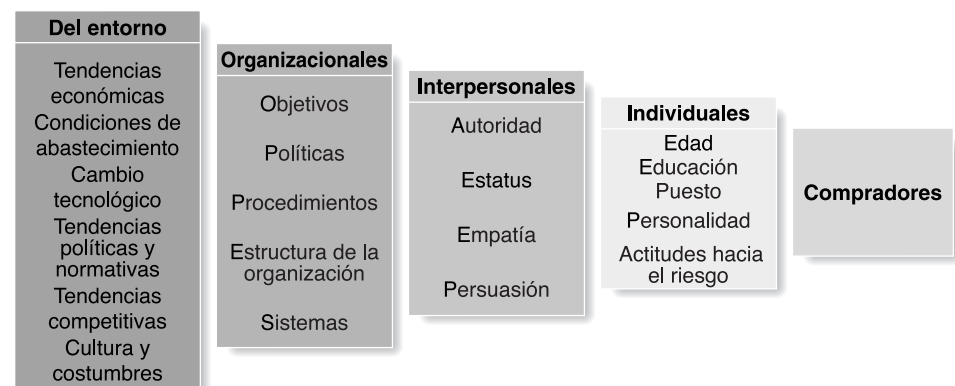 Del entorno
Tendencias
económicas
Condiciones de
abastecimiento
Cambio
tecnológico
Tendencias
políticas y
normativas
Tendencias
competitivas
Cultura y
costumbres
Organizacionales
Objetivos
Políticas
Procedimientos
Estructura de la
organización
Sistemas
Interpersonales
Autoridad
Estatus
Empatía
Persuasión
Individuales
Edad
Educación
Puesto
Personalidad
Actitudes hacia
el riesgo
Compradores